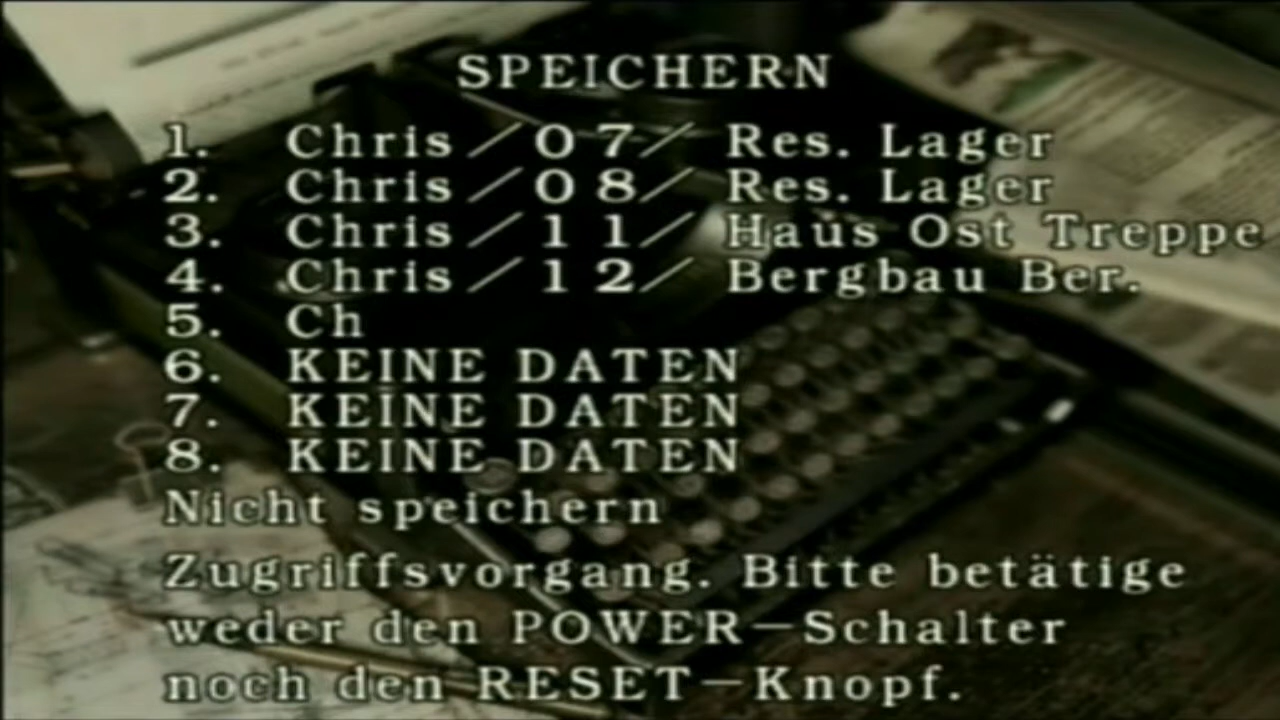 SPEICHERN
1. Chris/07/ Res. Lager
2. Chris/08/ Res. Lager
3. Chris/11/ Haus Ost Treppe
4. Chris/12/ Bergbau Ber.
5. Ch
6. KEINE DATEN
7. KEINE DATEN
8. KEINE DATEN
Nicht speichern
Zugriffsvorgang. Bitte betätige
weder den POWER-Schalter
noch den RESET-Knopf.